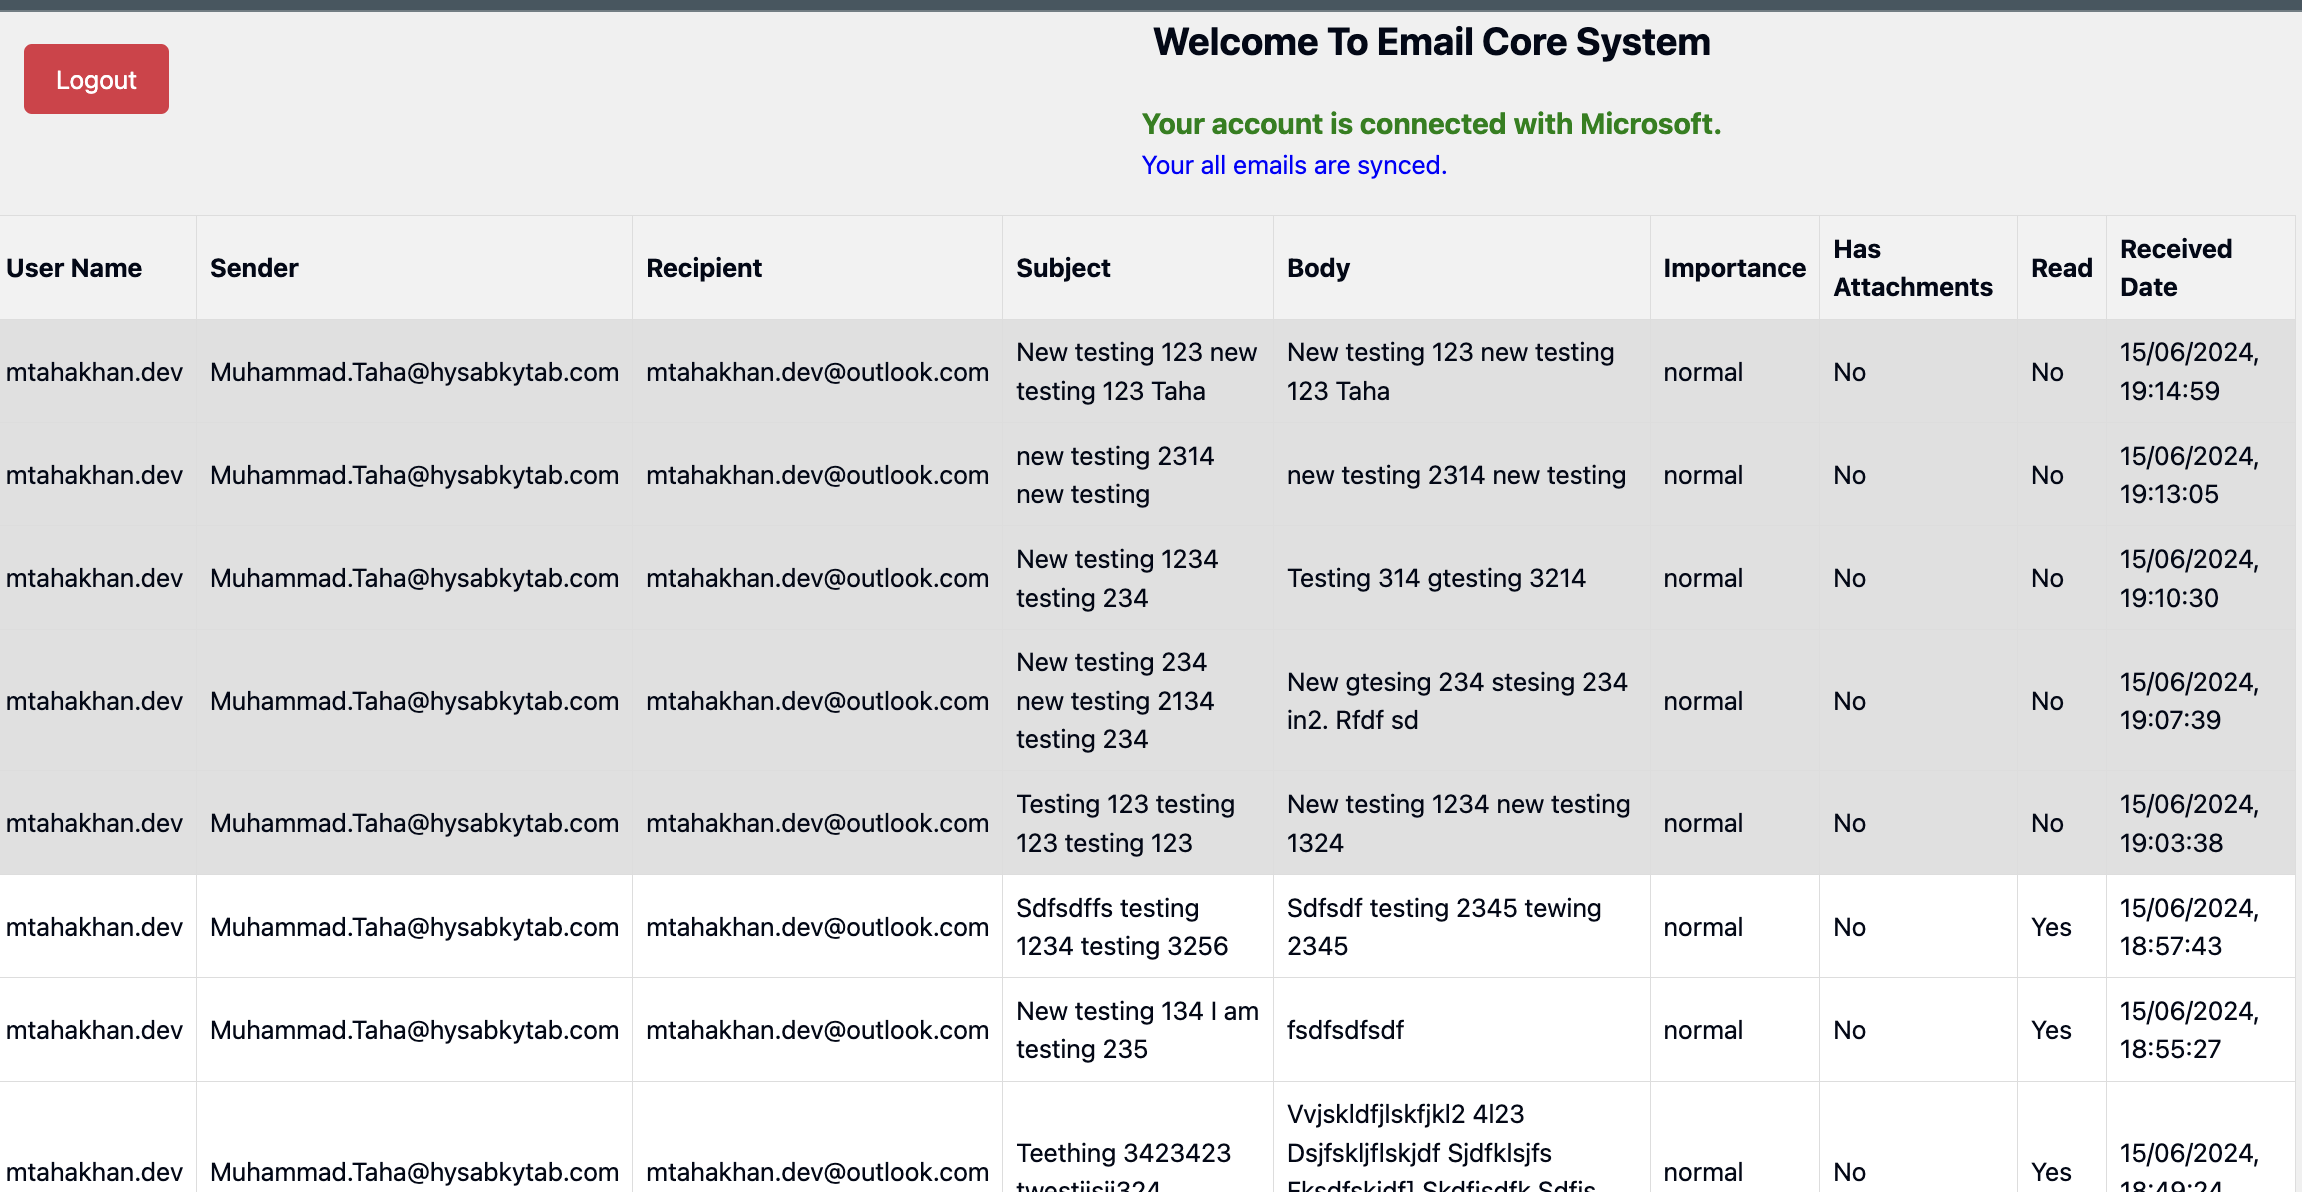 Logout
Welcome To Email Core System
Your account is connected with Microsoft.
Your all emails are synced.
User Name Sender Recipient Subject Body Importance Has Attachments Read Received Date
mtahakhan.dev Muhammad.Taha@hysabkytab.com mtahakhan.dev@outlook.com New testing 123 new testing 123 Taha New testing 123 new testing 123 Taha normal No No 15/06/2024, 19:14:59
mtahakhan.dev Muhammad.Taha@hysabkytab.com mtahakhan.dev@outlook.com new testing 2314 new testing new testing 2314 new testing normal No No 15/06/2024, 19:13:05
mtahakhan.dev Muhammad.Taha@hysabkytab.com mtahakhan.dev@outlook.com New testing 1234 testing 234 Testing 314 gtesting 3214 normal No No 15/06/2024, 19:10:30
mtahakhan.dev Muhammad.Taha@hysabkytab.com mtahakhan.dev@outlook.com New testing 234 new testing 2134 testing 234 New gtesing 234 stesing 234 in2. Rfdf sd normal No No 15/06/2024, 19:07:39
mtahakhan.dev Muhammad.Taha@hysabkytab.com mtahakhan.dev@outlook.com Testing 123 testing 123 testing 123 New testing 1234 new testing 1324 normal No No 15/06/2024, 19:03:38
mtahakhan.dev Muhammad.Taha@hysabkytab.com mtahakhan.dev@outlook.com Sdfsdffs testing 1234 testing 3256 Sdfsdf testing 2345 tewing 2345 normal No Yes 15/06/2024, 18:57:43
mtahakhan.dev Muhammad.Taha@hysabkytab.com mtahakhan.dev@outlook.com New testing 134 I am testing 235 fsdfsdfsdf normal No Yes 15/06/2024, 18:55:27
mtahakhan.dev Muhammad.Taha@hysabkytab.com mtahakhan.dev@outlook.com Teething 3423423 Vvjskldfjlskfjkl2 4l23 Dsjfskljflskjdf Sjdfklsjfs normal No Yes 15/06/2024,